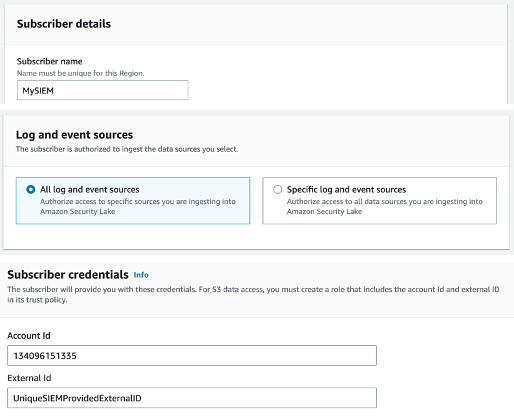 Subscriber details
Subscriber name
Name must be unique for this Region.
MySIEM
Log and event sources
The subscriber is authorized to ingest the data sources you select.
All log and event sources
Authorize access to specific sources you are ingesting into
Amazon Security Lake
Specific log and event sources
Authorize access to all data sources you are ingesting into
Amazon Security Lake
Subscriber credentials Info
The subscriber will provide you with these credentials. For S3 data access, you must create a role that includes the account Id and external ID
in its trust policy.
Account Id
134096151335
External Id
UniqueSIEMProvidedExternalID